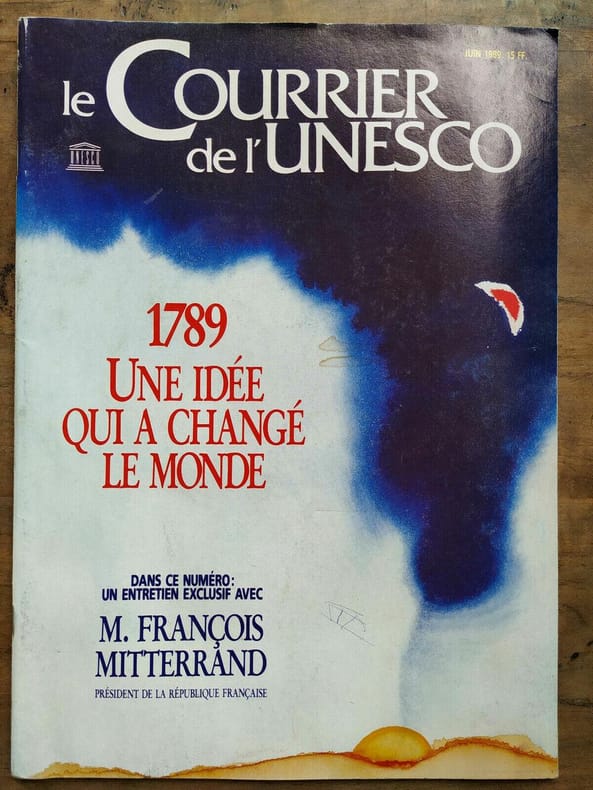 JUIN 1989. 15 FF
le COURRIER
de l'UNESCO
UNESCO
1789
UNE IDÉE
QUI A CHANGÉ
LE MONDE
DANS CE NUMÉRO:
UN ENTRETIEN EXCLUSIF AVEC
M. FRANÇOIS
MITTERRAND
PRÉSIDENT DE LA RÉPUBLIQUE FRANÇAISE